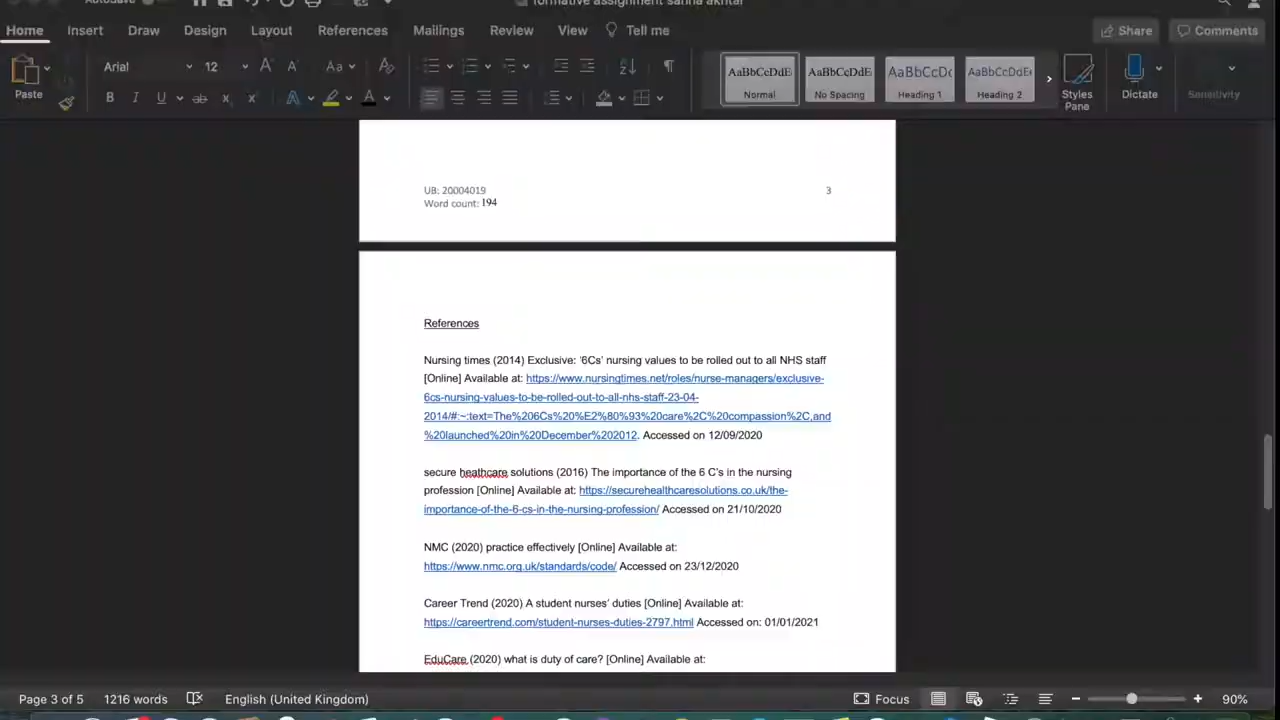 AutoSave
formative assignment sanna akhtar
Home Insert Draw Design Layout References Mailings Review View Tell me Share Comments
Paste
Arial 12 Aa
B I U ab x x A A
AaBbCcDdE AaBbCcDdE AaBbCcDc AaBbCcDdE
Normal No Spacing Heading 1 Heading 2
Styles Pane
Dictate
Sensitivity
UB: 20004019 3
Word count: 194
References
Nursing times (2014) Exclusive: ‘6Cs’ nursing values to be rolled out to all NHS staff
[Online] Available at: https://www.nursingtimes.net/roles/nurse-managers/exclusive-
6cs-nursing-values-to-be-rolled-out-to-all-nhs-staff-23-04-
2014/#:~:text=The%206Cs%20%E2%80%93%20care%2C%20compassion%2C,and
%20launched%20in%20December%202012. Accessed on 12/09/2020
secure heathcare solutions (2016) The importance of the 6 C’s in the nursing
profession [Online] Available at: https://securehealthcaresolutions.co.uk/the-
importance-of-the-6-cs-in-the-nursing-profession/ Accessed on 21/10/2020
NMC (2020) practice effectively [Online] Available at:
https://www.nmc.org.uk/standards/code/ Accessed on 23/12/2020
Career Trend (2020) A student nurses’ duties [Online] Available at:
https://careertrend.com/student-nurses-duties-2797.html Accessed on: 01/01/2021
EduCare (2020) what is duty of care? [Online] Available at:
Page 3 of 5 1216 words English (United Kingdom) Focus 90%